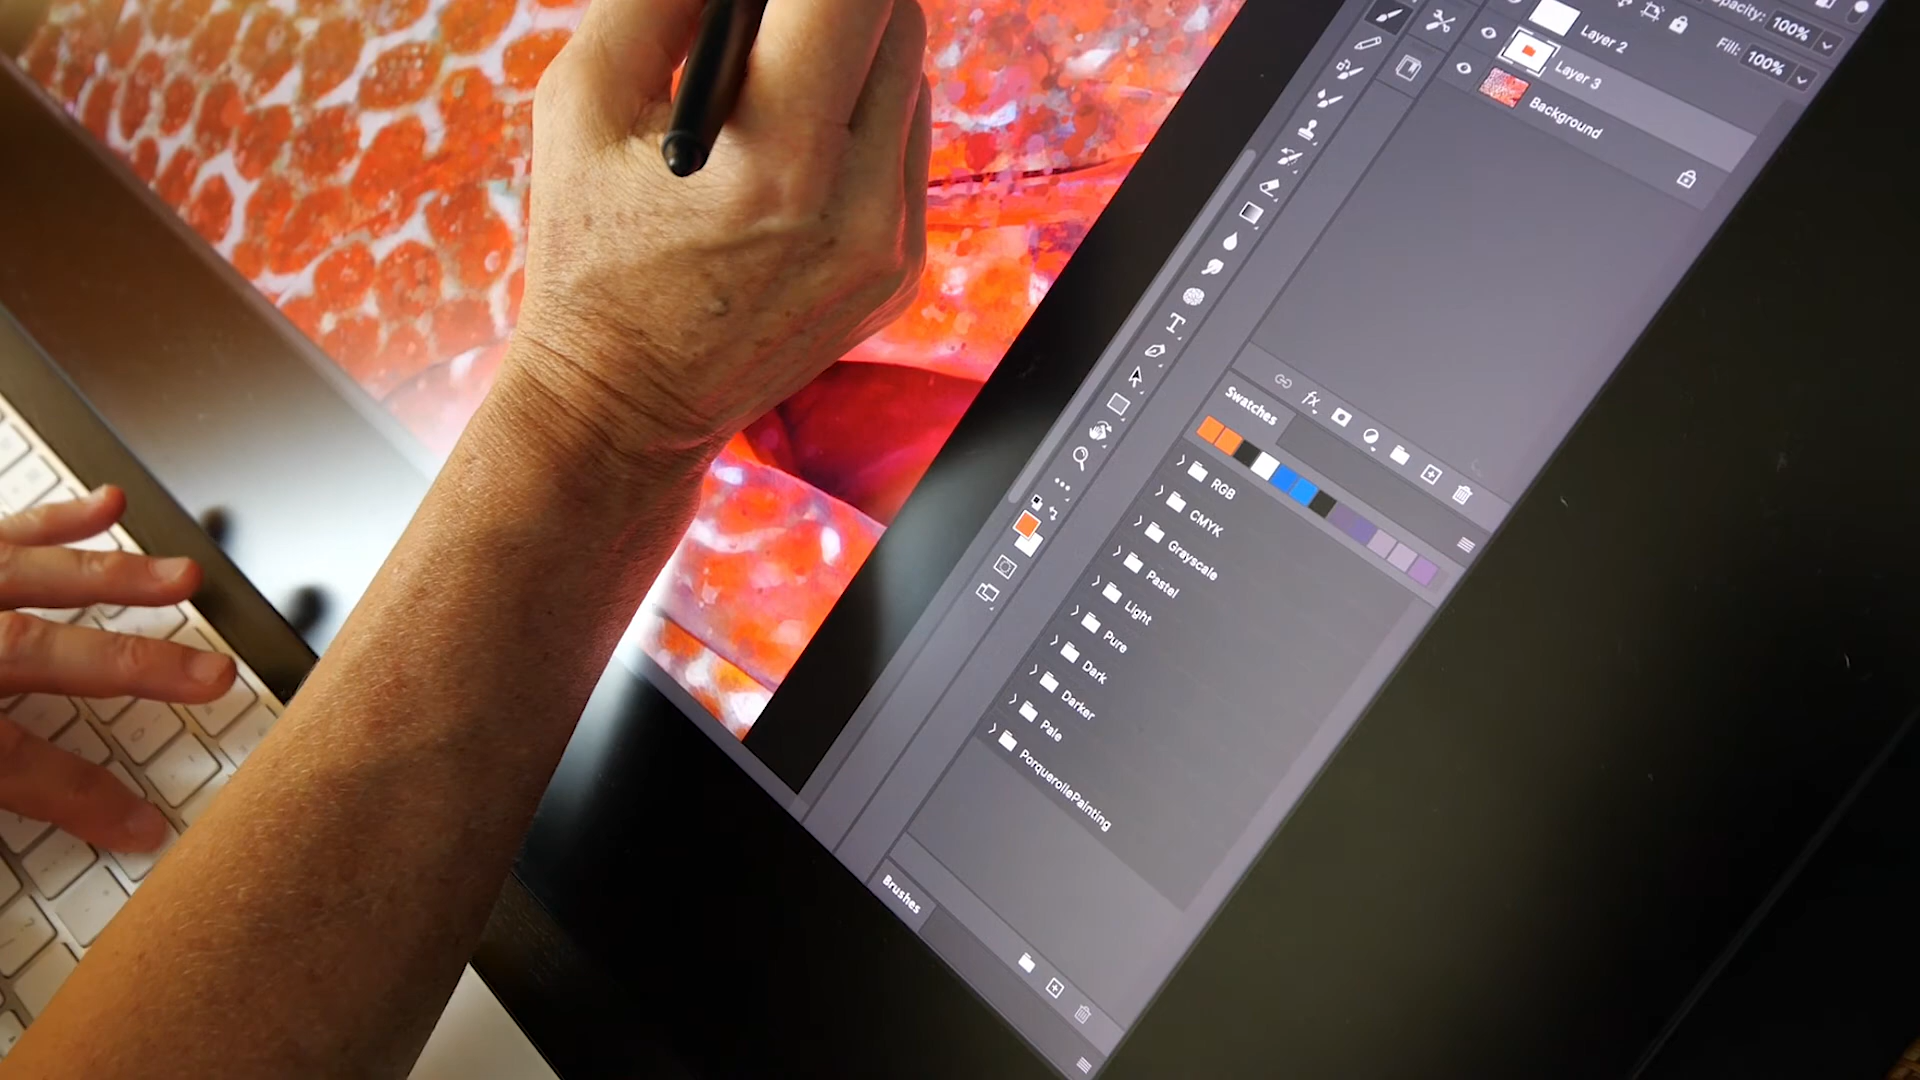 Opacity: 100%
Fill: 100%
Layer 2
Layer 3
Background
fx
Swatches
RGB
CMYK
Grayscale
Pastel
Light
Pure
Dark
Darker
Pale
PorquerollePainting
Brushes